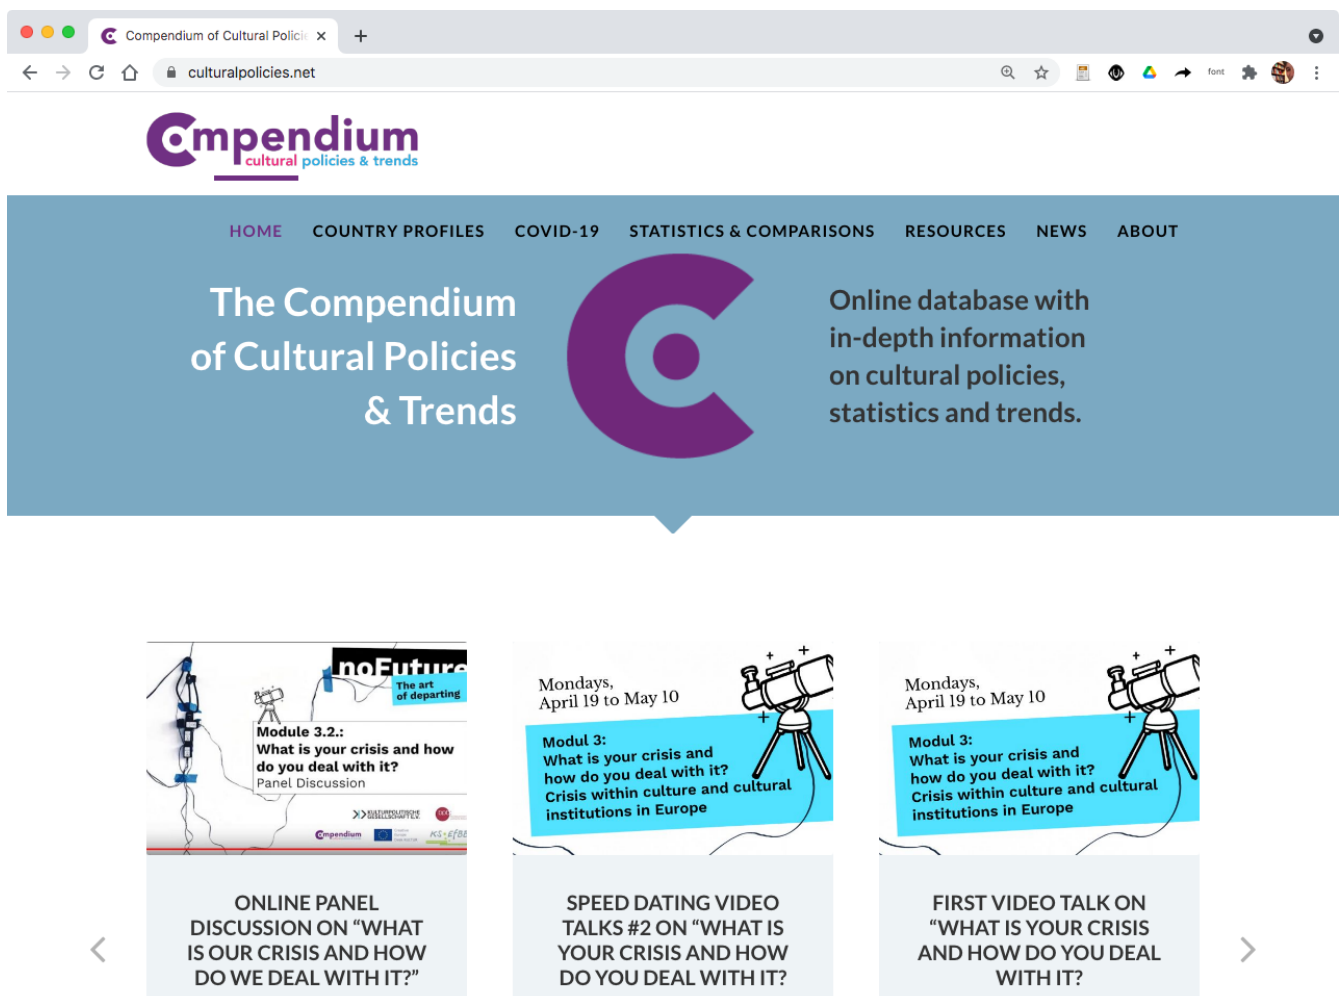 Compendium of Cultural Polici
culturalpolicies.net
font
Compendium
cultural policies & trends
HOME COUNTRY PROFILES COVID-19 STATISTICS & COMPARISONS RESOURCES NEWS ABOUT
The Compendium
of Cultural Policies
& Trends
Online database with
in-depth information
on cultural policies,
statistics and trends.
noFuture
The art
of departing
Module 3.2.:
What is your crisis and how
do you deal with it?
Panel Discussion
KULTURPOLITISCHE
Compendium
Mondays,
April 19 to May 10
Modul 3:
What is your crisis and
how do you deal with it?
Crisis within culture and cultural
institutions in Europe
Mondays,
April 19 to May 10
Modul 3:
What is your crisis and
how do you deal with it?
Crisis within culture and cultural
institutions in Europe
ONLINE PANEL
DISCUSSION ON “WHAT
IS OUR CRISIS AND HOW
DO WE DEAL WITH IT?”
SPEED DATING VIDEO
TALKS #2 ON “WHAT IS
YOUR CRISIS AND HOW
DO YOU DEAL WITH IT?
FIRST VIDEO TALK ON
“WHAT IS YOUR CRISIS
AND HOW DO YOU DEAL
WITH IT?